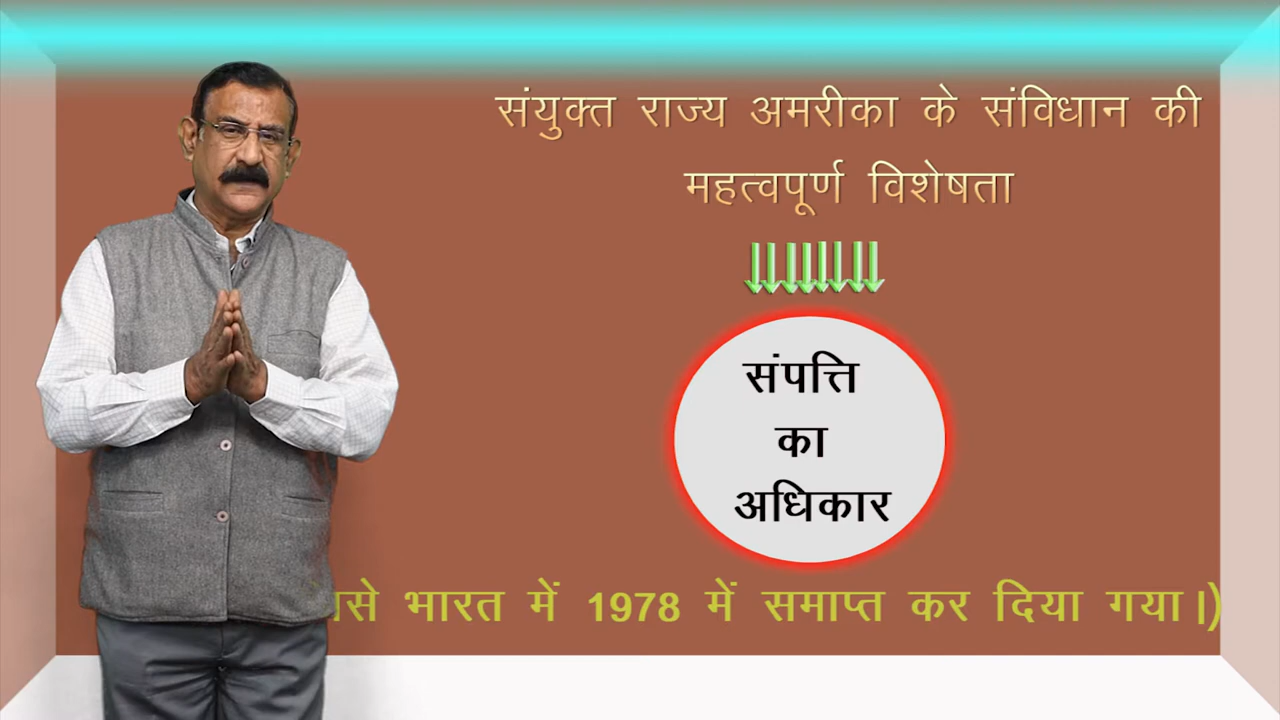 संयुक्त राज्य अमरीका के संविधान की
महत्वपूर्ण विशेषता
संपत्ति
का
अधिकार
भारत में 1978 में समाप्त कर दिया गया।)